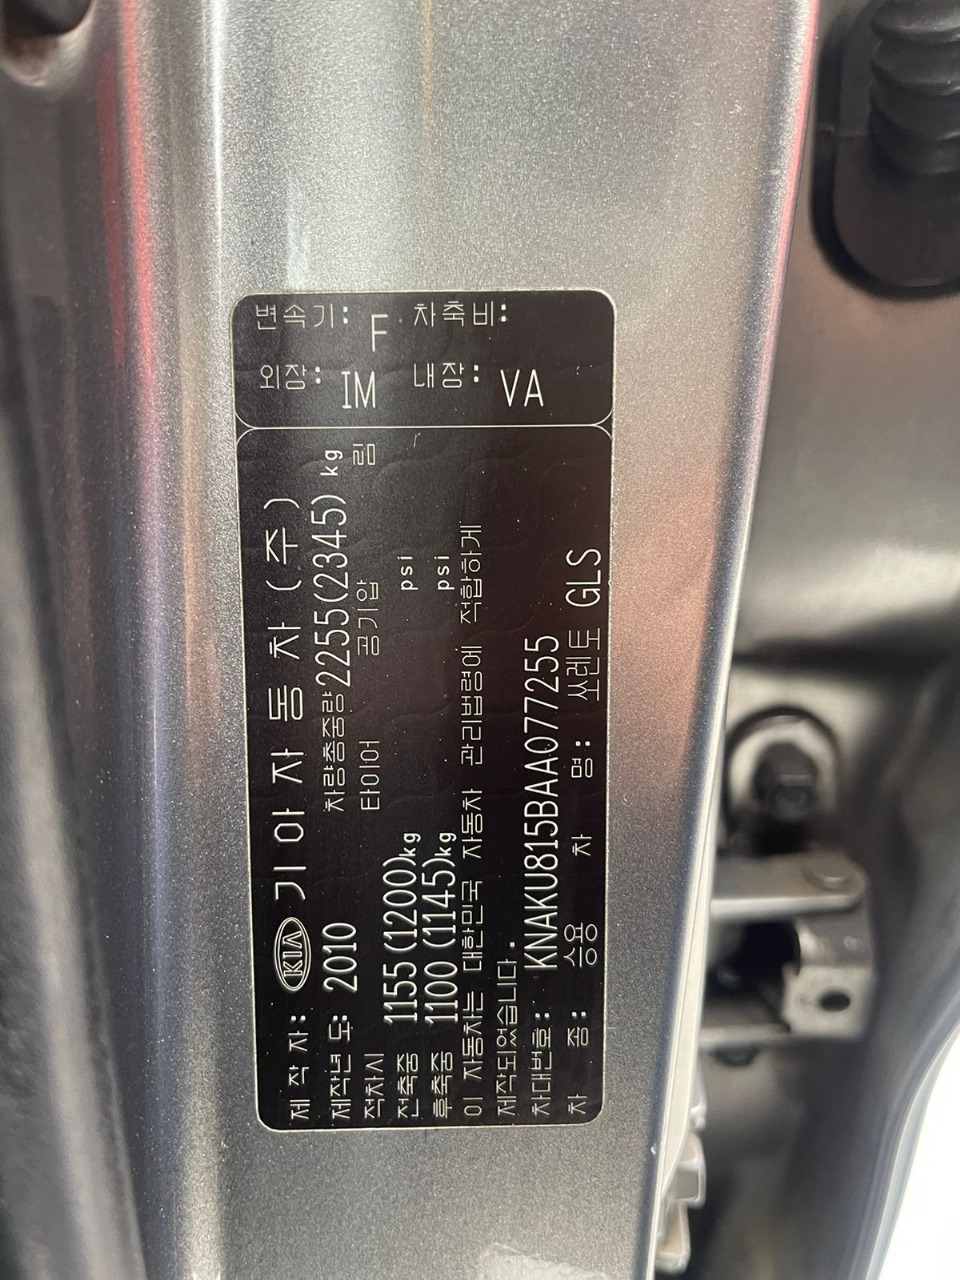 제 작 자: KIA 기 아 자 동 차 (주)
제작년 도: 2010 차량총중량 2255(2345) kg
적차시 타이어 공기압 림
전축중 1155 (1200)kg psi
후축중 1100 (1145)kg psi
이 자동차는 대한민국 자동차 관리법령에 적합하게
제작되었습니다.
차대번호: KNAKU815BAA077255
차 종: 승용 차 명: 쏘렌토 GLS
변속기: F 차축비:
외장: IM 내장: VA